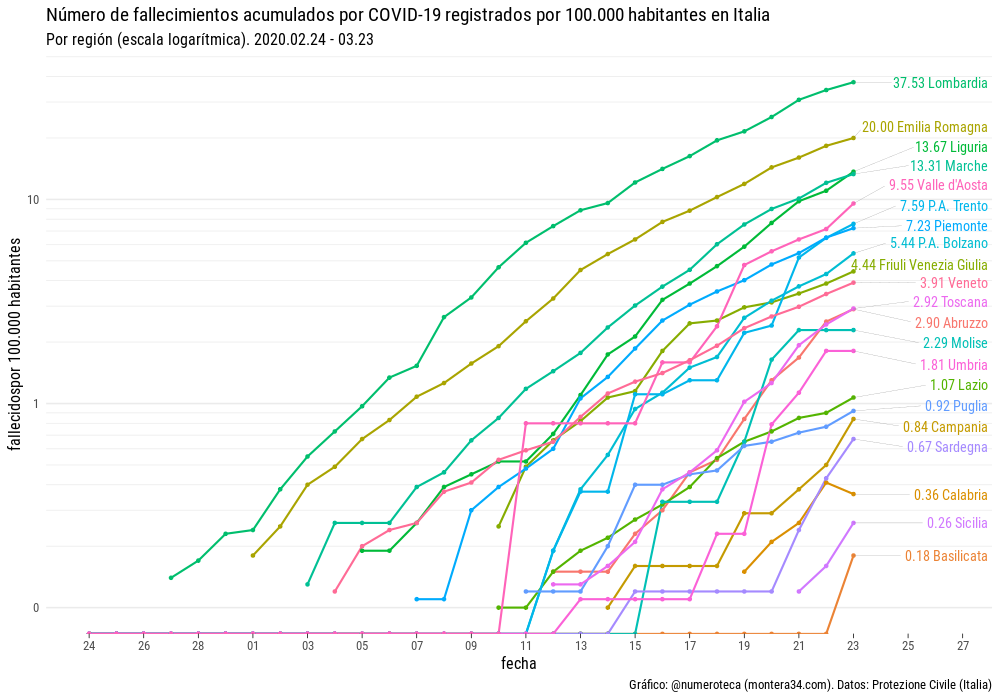 Número de fallecimientos acumulados por COVID-19 registrados por 100.000 habitantes en Italia
Por región (escala logarítmica). 2020.02.24 - 03.23
fallecidospor 100.000 habitantes
10
1
0
37.53 Lombardia
20.00 Emilia Romagna
13.67 Liguria
13.31 Marche
9.55 Valle d'Aosta
7.59 P.A. Trento
7.23 Piemonte
5.44 P.A. Bolzano
4.44 Friuli Venezia Giulia
3.91 Veneto
2.92 Toscana
2.90 Abruzzo
2.29 Molise
1.81 Umbria
1.07 Lazio
0.92 Puglia
0.84 Campania
0.67 Sardegna
0.36 Calabria
0.26 Sicilia
0.18 Basilicata
24 26 28 01 03 05 07 09 11 13 15 17 19 21 23 25 27
fecha
Gráfico: @numeroteca (montera34.com). Datos: Protezione Civile (Italia)